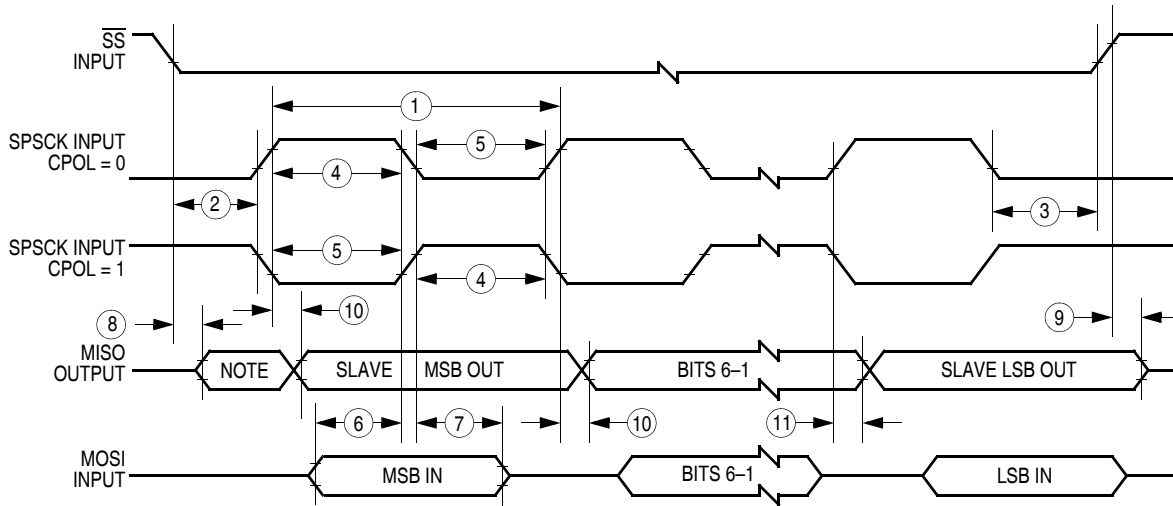 SS
INPUT
1
SPSCK INPUT
CPOL = 0
5
4
2
3
SPSCK INPUT
CPOL = 1
5
4
8
10
9
MISO
OUTPUT
NOTE
SLAVE
MSB OUT
BITS 6–1
SLAVE LSB OUT
6
7
10
11
MOSI
INPUT
MSB IN
BITS 6–1
LSB IN